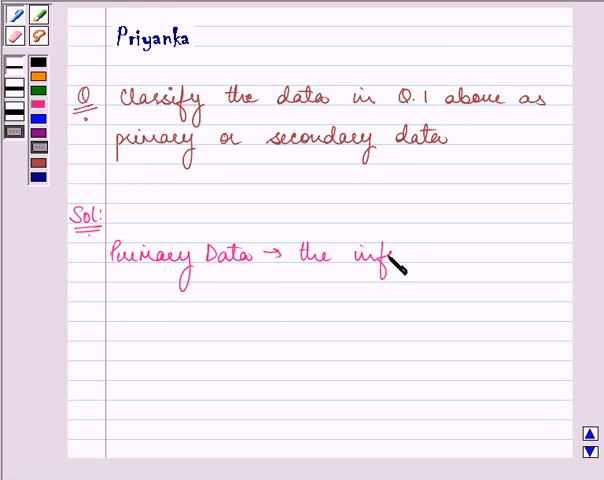 Priyanka
Q Classify the data in Q.1 above as
primary or secondary data
Sol:
Primary Data → the inf